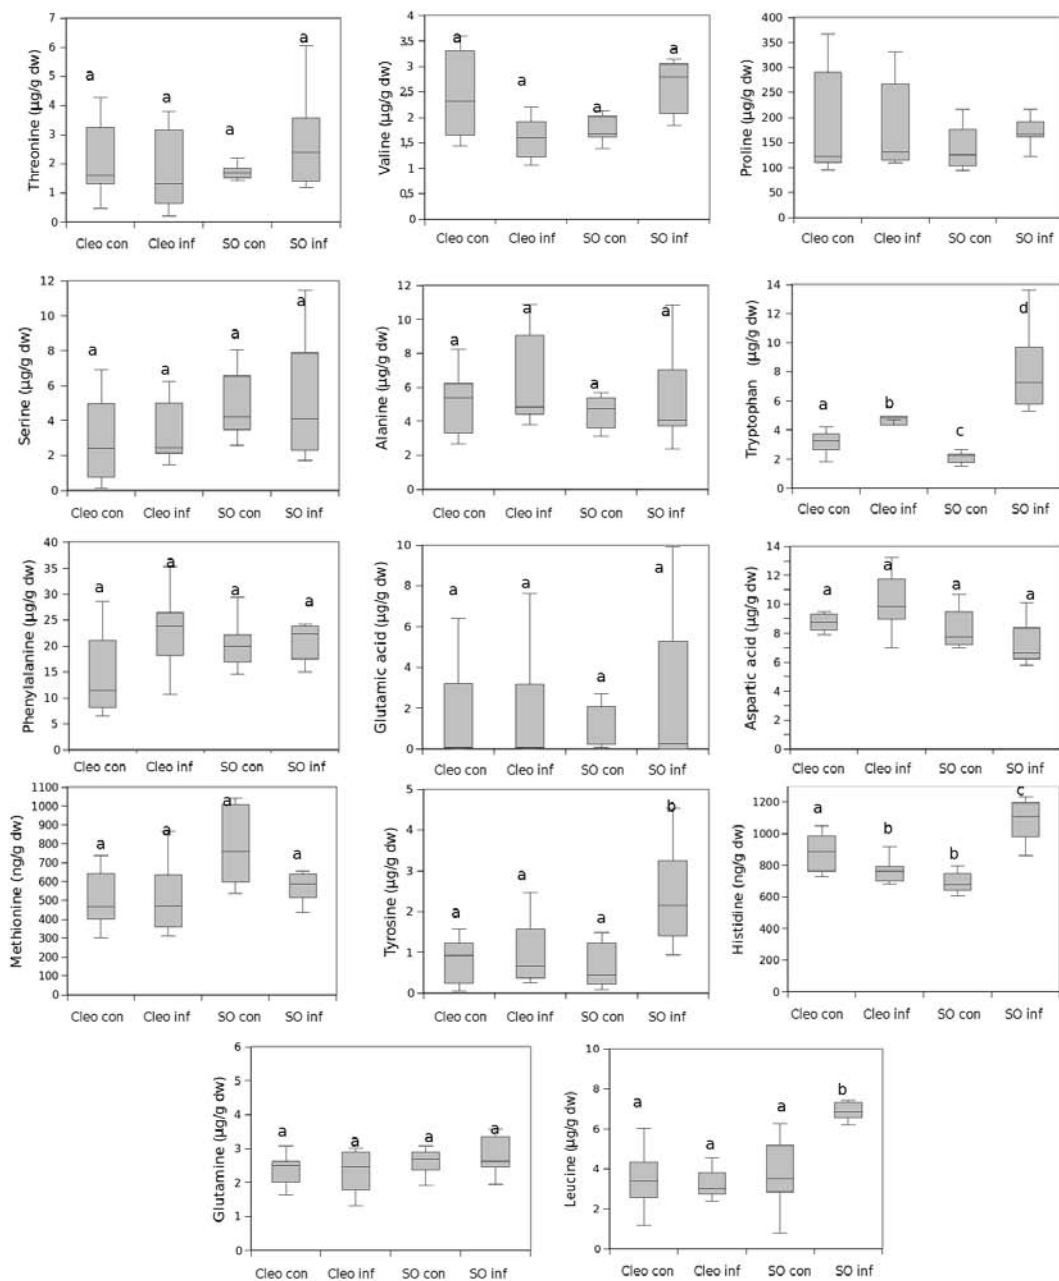 Threonine (µg/g dw)
7
6
5
4
3
2
1
0
a a a a
Cleo con Cleo inf SO con SO inf
Valine (µg/g dw)
4
3,5
3
2,5
2
1,5
1
0,5
0
a a a a
Cleo con Cleo inf SO con SO inf
Proline (µg/g dw)
400
350
300
250
200
150
100
50
0
Cleo con Cleo inf SO con SO inf
Serine (µg/g dw)
12
10
8
6
4
2
0
a a a a
Cleo con Cleo inf SO con SO inf
Alanine (µg/g dw)
12
10
8
6
4
2
0
a a a a
Cleo con Cleo inf SO con SO inf
Tryptophan (µg/g dw)
14
12
10
8
6
4
2
0
a b c d
Cleo con Cleo inf SO con SO inf
Phenylalanine (µg/g dw)
40
35
30
25
20
15
10
5
0
a a a a
Cleo con Cleo inf SO con SO inf
Glutamic acid (µg/g dw)
10
8
6
4
2
0
a a a a
Cleo con Cleo inf SO con SO inf
Aspartic acid (µg/g dw)
14
12
10
8
6
4
2
0
a a a a
Cleo con Cleo inf SO con SO inf
Methionine (ng/g dw)
1100
1000
900
800
700
600
500
400
300
200
100
0
a a a a
Cleo con Cleo inf SO con SO inf
Tyrosine (µg/g dw)
5
4
3
2
1
0
a a a b
Cleo con Cleo inf SO con SO inf
Histidine (ng/g dw)
1200
1000
800
600
400
200
0
a b b c
Cleo con Cleo inf SO con SO inf
Glutamine (µg/g dw)
6
5
4
3
2
1
0
a a a a
Cleo con Cleo inf SO con SO inf
Leucine (µg/g dw)
10
8
6
4
2
0
a a a b
Cleo con Cleo inf SO con SO inf